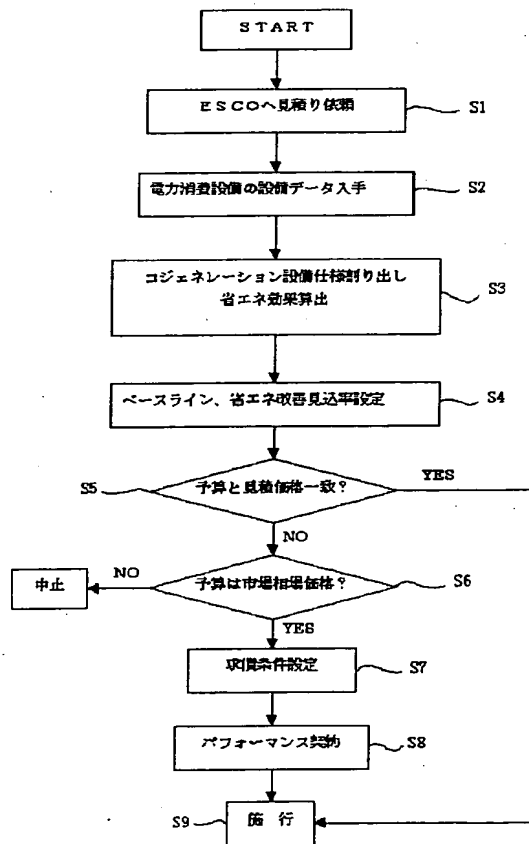 START
ESCOへ見積り依頼
S1
電力消費設備の設備データ入手
S2
コジェネレーション設備仕様割り出し
省エネ効果算出
S3
ベースライン、省エネ改善見込率設定
S4
予算と見積価格一致?
S5
YES
NO
予算は市場相場価格?
S6
NO
中止
YES
取償条件設定
S7
パフォーマンス契約
S8
施 行
S9